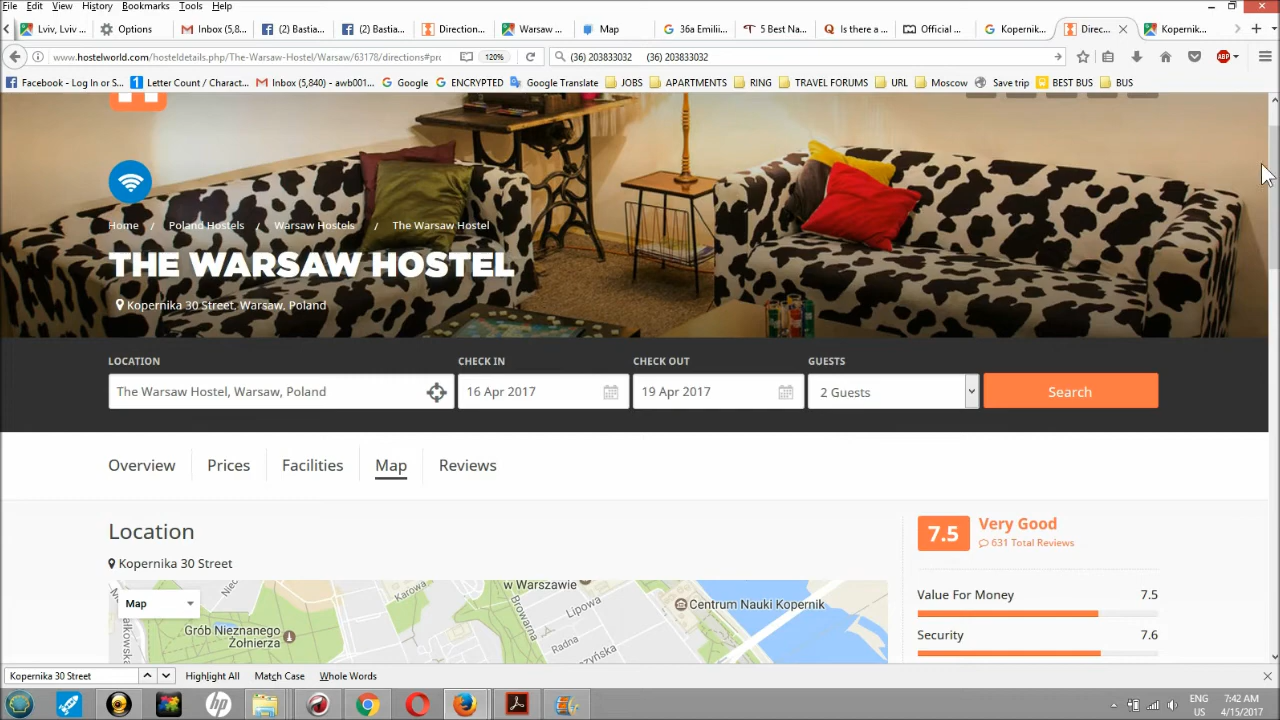 File Edit View History Bookmarks Tools Help
Lviv, Lviv ... Options Inbox (5,8... (2) Bastia... (2) Bastia... Direction... Warsaw ... Map 36a Emili... 5 Best Na... Is there a ... Official ... Kopernik... Direc... Kopernik...
www.hostelworld.com/hosteldetails.php/The-Warsaw-Hostel/Warsaw/63178/directions#pro 120% (36) 203833032 (36) 203833032 ABP
Facebook - Log In or S... Letter Count / Charact... Inbox (5,840) - awb001... Google ENCRYPTED Google Translate JOBS APARTMENTS RING TRAVEL FORUMS URL Moscow Save trip BEST BUS BUS
Home / Poland Hostels / Warsaw Hostels / The Warsaw Hostel
THE WARSAW HOSTEL
Kopernika 30 Street, Warsaw, Poland
LOCATION CHECK IN CHECK OUT GUESTS
The Warsaw Hostel, Warsaw, Poland 16 Apr 2017 19 Apr 2017 2 Guests Search
Overview Prices Facilities Map Reviews
Location
Kopernika 30 Street
7.5 Very Good
631 Total Reviews
Map
w Warszawie
Karowa
Browarna
Lipowa
Radna
Centrum Nauki Kopernik
Grób Nieznanego
Żołnierza
Value For Money 7.5
Security 7.6
Kopernika 30 Street Highlight All Match Case Whole Words
ENG
US
7:42 AM
4/15/2017